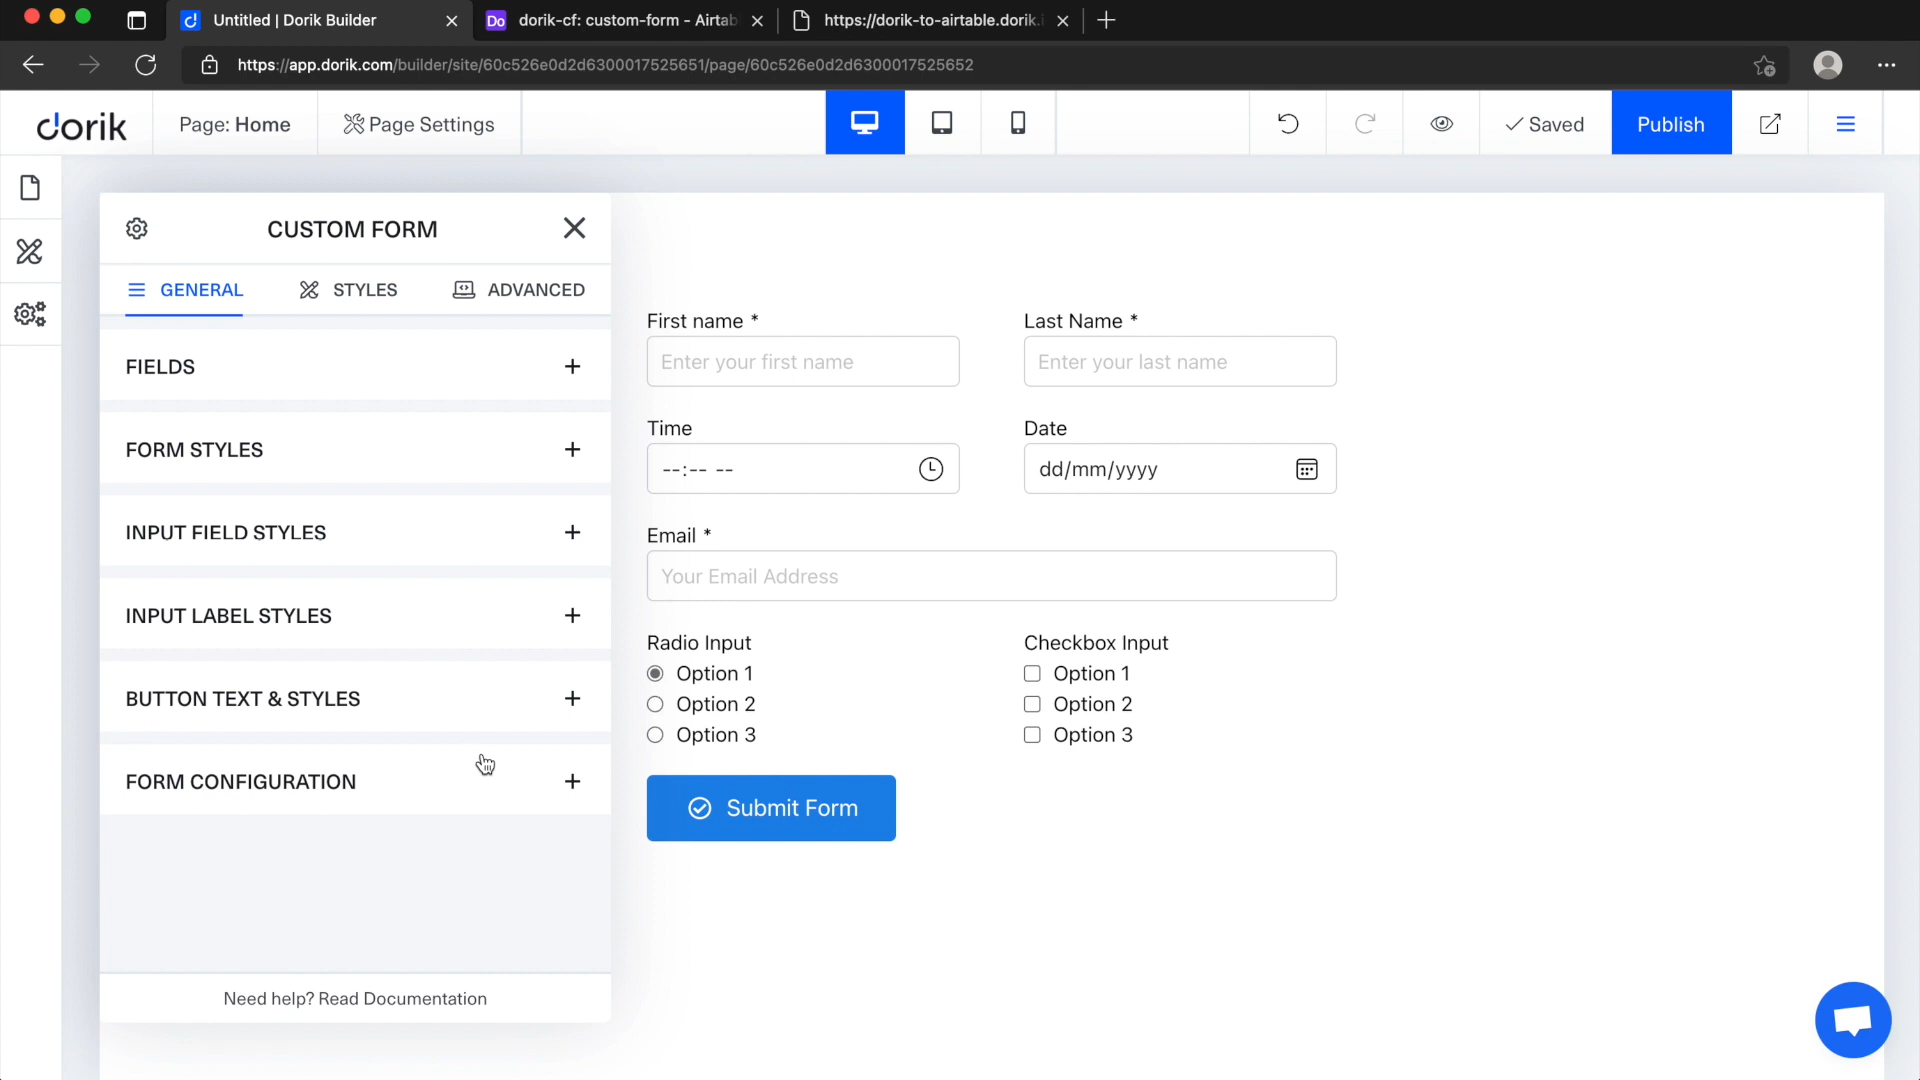 Untitled | Dorik Builder
Do dorik-cf: custom-form - Airtab
https://dorik-to-airtable.dorik.i
https://app.dorik.com/builder/site/60c526e0d2d6300017525651/page/60c526e0d2d6300017525652
dorik
Page: Home
Page Settings
Saved
Publish
CUSTOM FORM
GENERAL
STYLES
ADVANCED
FIELDS
FORM STYLES
INPUT FIELD STYLES
INPUT LABEL STYLES
BUTTON TEXT & STYLES
FORM CONFIGURATION
Need help? Read Documentation
First name *
Enter your first name
Last Name *
Enter your last name
Time
--:-- --
Date
dd/mm/yyyy
Email *
Your Email Address
Radio Input
Option 1
Option 2
Option 3
Checkbox Input
Option 1
Option 2
Option 3
Submit Form